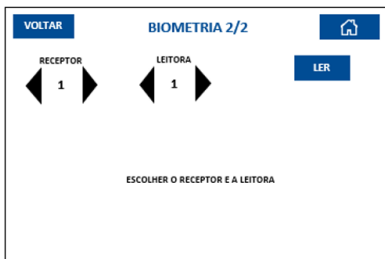 VOLTAR
BIOMETRIA 2/2
RECEPTOR
1
LEITORA
1
LER
ESCOLHER O RECEPTOR E A LEITORA